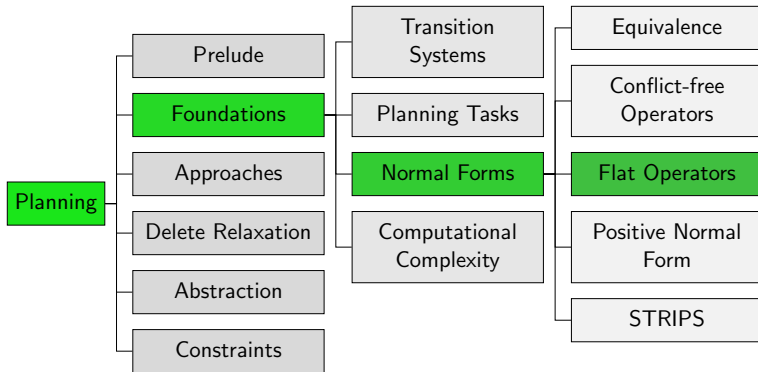 Planning
Prelude
Foundations
Approaches
Delete Relaxation
Abstraction
Constraints
Transition
Systems
Planning Tasks
Normal Forms
Computational
Complexity
Equivalence
Conflict-free
Operators
Flat Operators
Positive Normal
Form
STRIPS